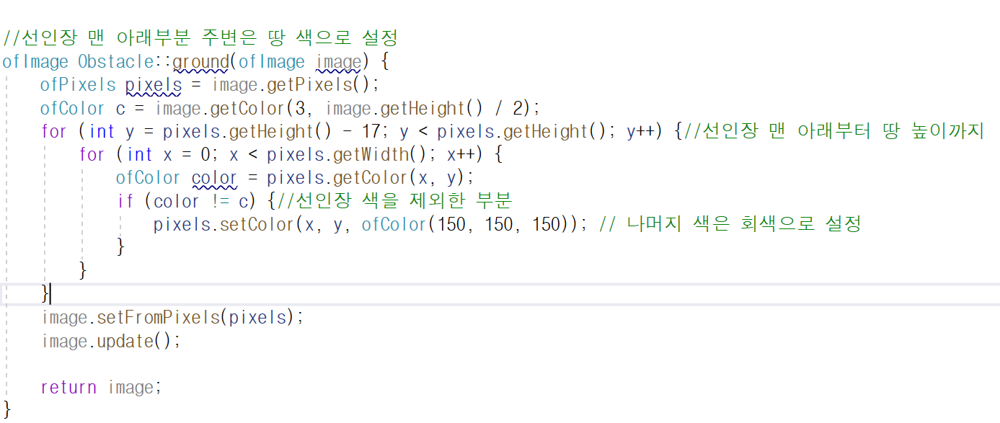 //선인장 맨 아래부분 주변은 땅 색으로 설정
ofImage Obstacle::ground(ofImage image) {
    ofPixels pixels = image.getPixels();
    ofColor c = image.getColor(3, image.getHeight() / 2);
    for (int y = pixels.getHeight() - 17; y < pixels.getHeight(); y++) {//선인장 맨 아래부터 땅 높이까지
        for (int x = 0; x < pixels.getWidth(); x++) {
            ofColor color = pixels.getColor(x, y);
            if (color != c) {//선인장 색을 제외한 부분
                pixels.setColor(x, y, ofColor(150, 150, 150)); // 나머지 색은 회색으로 설정
            }
        }
    }
    image.setFromPixels(pixels);
    image.update();

    return image;
}